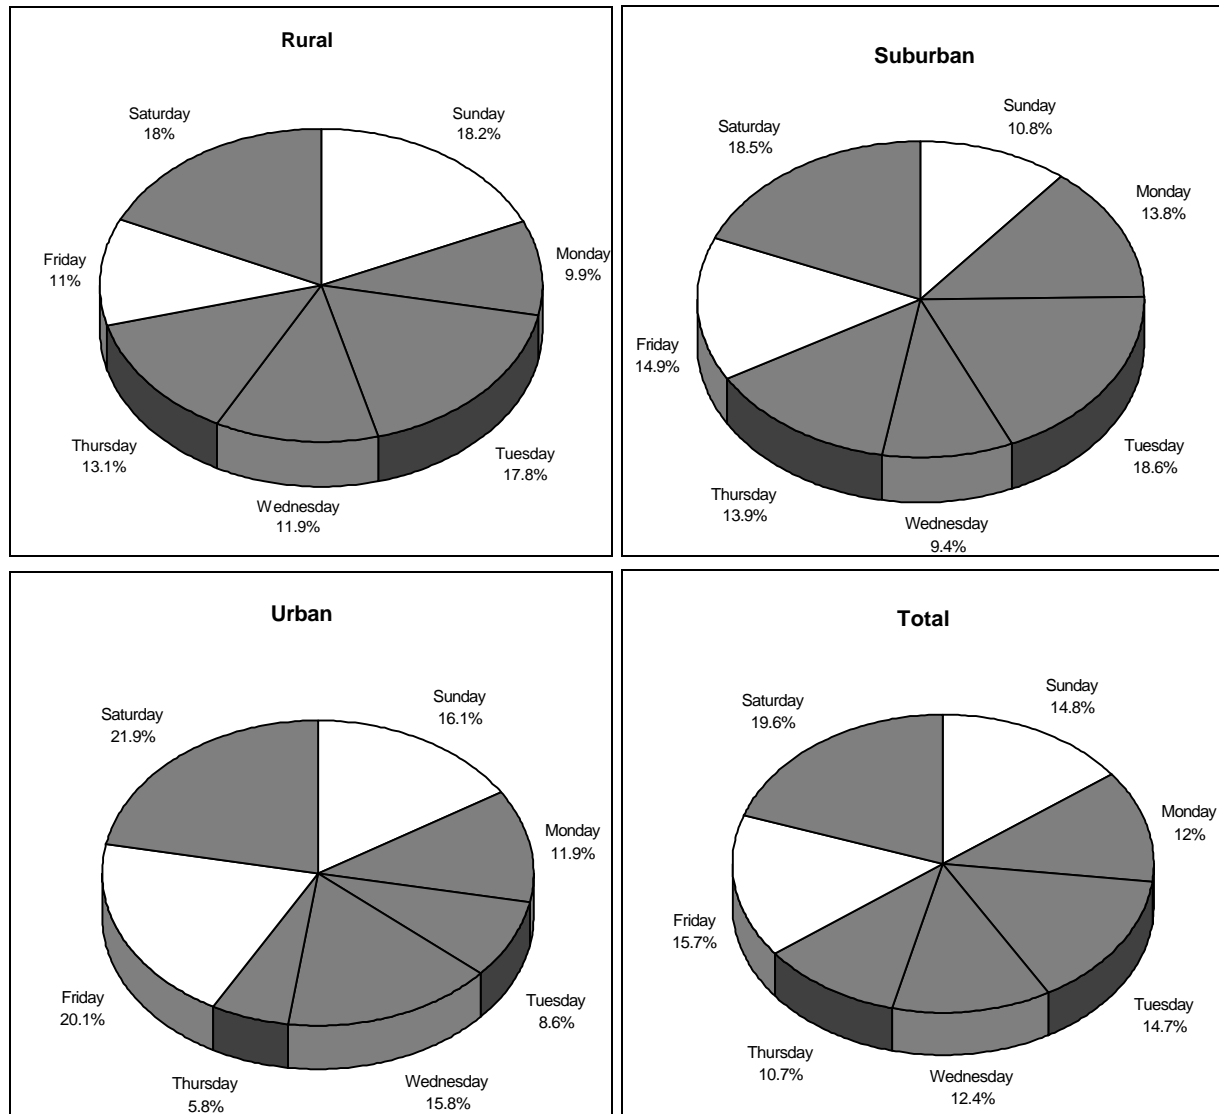 Rural
Saturday
18%
Sunday
18.2%
Friday
11%
Monday
9.9%
Thursday
13.1%
Tuesday
17.8%
Wednesday
11.9%
Suburban
Saturday
18.5%
Sunday
10.8%
Monday
13.8%
Friday
14.9%
Tuesday
18.6%
Thursday
13.9%
Wednesday
9.4%
Urban
Saturday
21.9%
Sunday
16.1%
Monday
11.9%
Friday
20.1%
Tuesday
8.6%
Thursday
5.8%
Wednesday
15.8%
Total
Saturday
19.6%
Sunday
14.8%
Monday
12%
Friday
15.7%
Tuesday
14.7%
Thursday
10.7%
Wednesday
12.4%